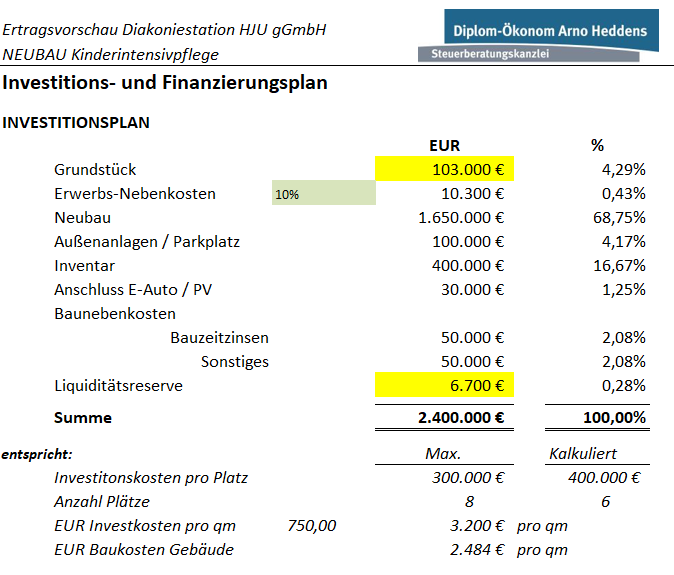 Ertragsvorschau Diakoniestation HJU gGmbH
NEUBAU Kinderintensivpflege
Diplom-Ökonom Arno Heddens
Steuerberatungskanzlei
Investitions- und Finanzierungsplan
INVESTITIONSPLAN
EUR %
Grundstück 103.000 € 4,29%
Erwerbs-Nebenkosten 10% 10.300 € 0,43%
Neubau 1.650.000 € 68,75%
Außenanlagen / Parkplatz 100.000 € 4,17%
Inventar 400.000 € 16,67%
Anschluss E-Auto / PV 30.000 € 1,25%
Baunebenkosten
Bauzeitzinsen 50.000 € 2,08%
Sonstiges 50.000 € 2,08%
Liquiditätsreserve 6.700 € 0,28%
Summe 2.400.000 € 100,00%
entspricht: Max. Kalkuliert
Investitonskosten pro Platz 300.000 € 400.000 €
Anzahl Plätze 8 6
EUR Investkosten pro qm 750,00 3.200 € pro qm
EUR Baukosten Gebäude 2.484 € pro qm